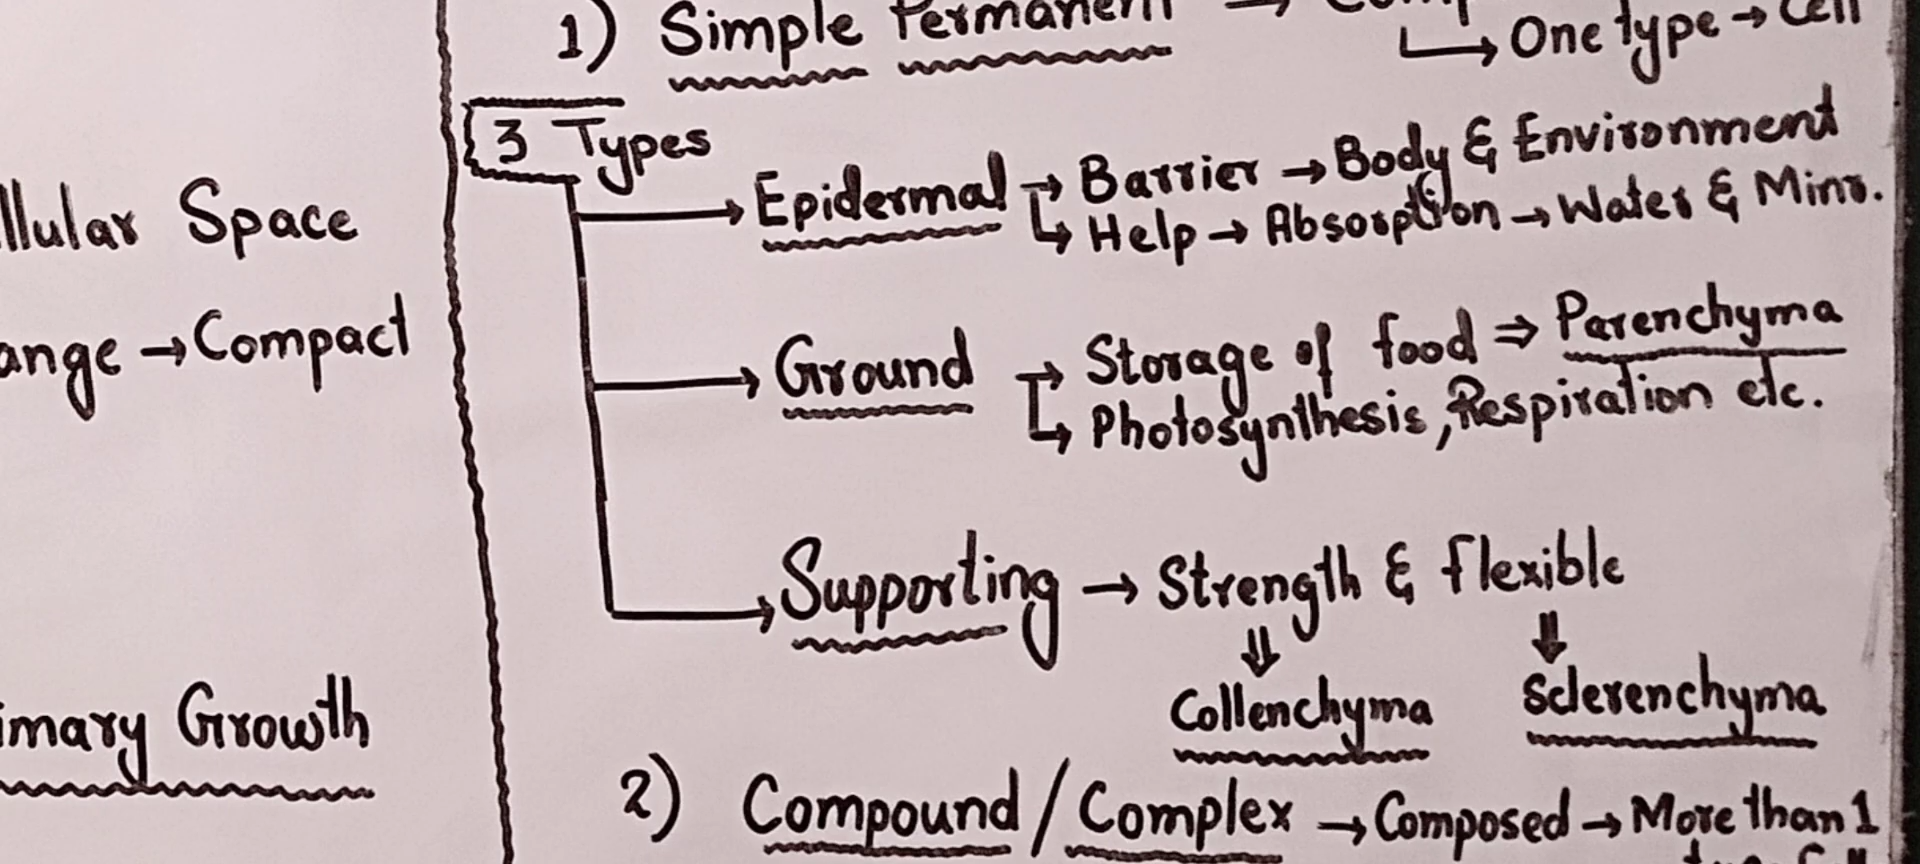 1) Simple Permanent →
↳ One type → Cell
3 Types
Epidermal → Barrier → Body & Environment
↳ Help → Absorption → Water & Minr.
llular Space
ange → Compact
Ground → Storage of food ⇒ Parenchyma
↳ Photosynthesis, Respiration etc.
Supporting → Strength & flexible
⇓ ⇓
Collenchyma Sclerenchyma
imary Growth
2) Compound / Complex → Composed → More than 1